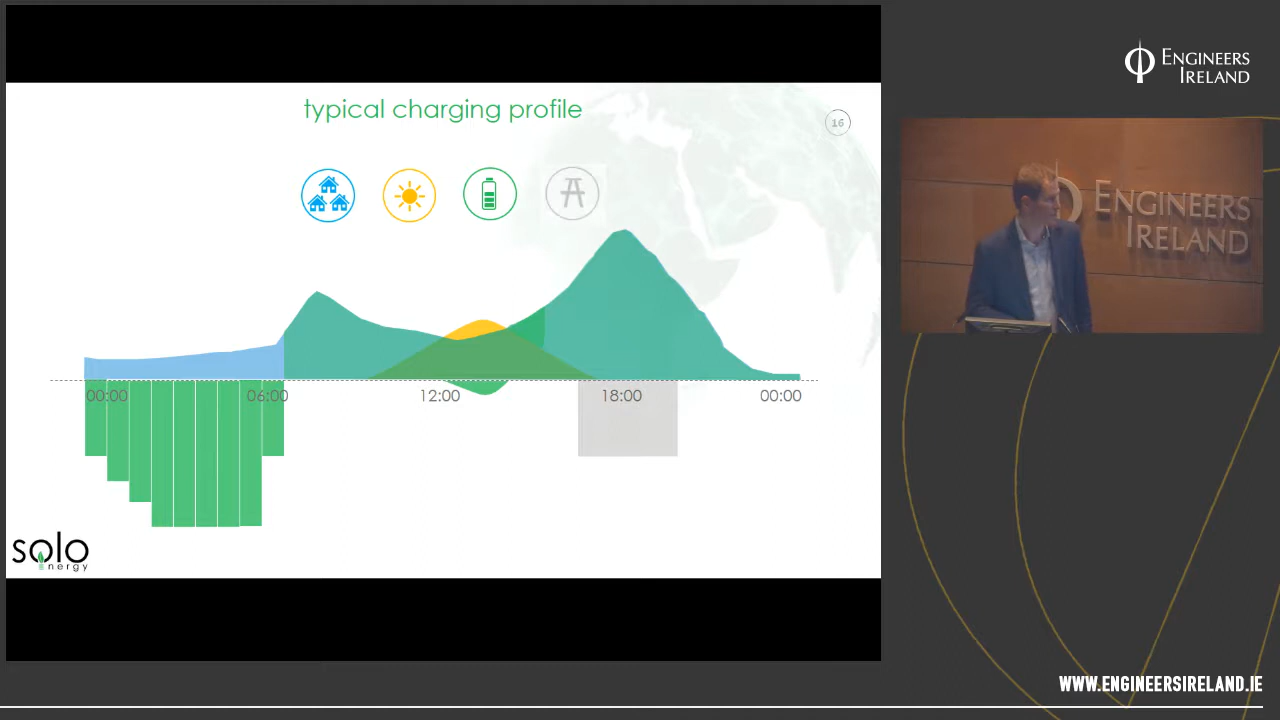 typical charging profile
16
00:00
06:00
12:00
18:00
00:00
solo
energy
ENGINEERS
IRELAND
ENGINEERS
IRELAND
WWW.ENGINEERSIRELAND.IE